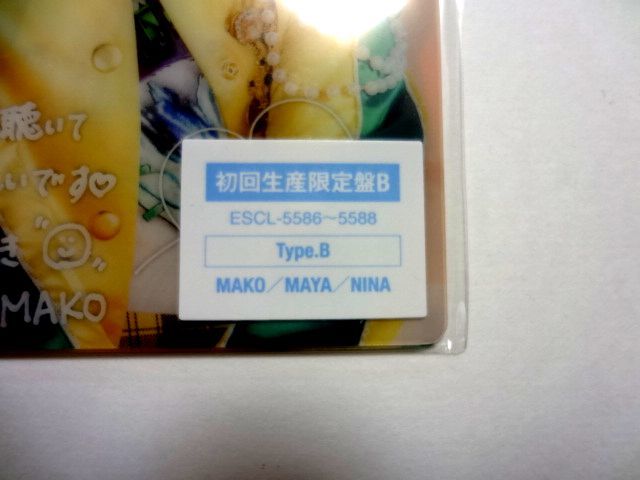 聴いて
いです♡
き
MAKO
初回生産限定盤B
ESCL-5586～5588
Type.B
MAKO／MAYA／NINA